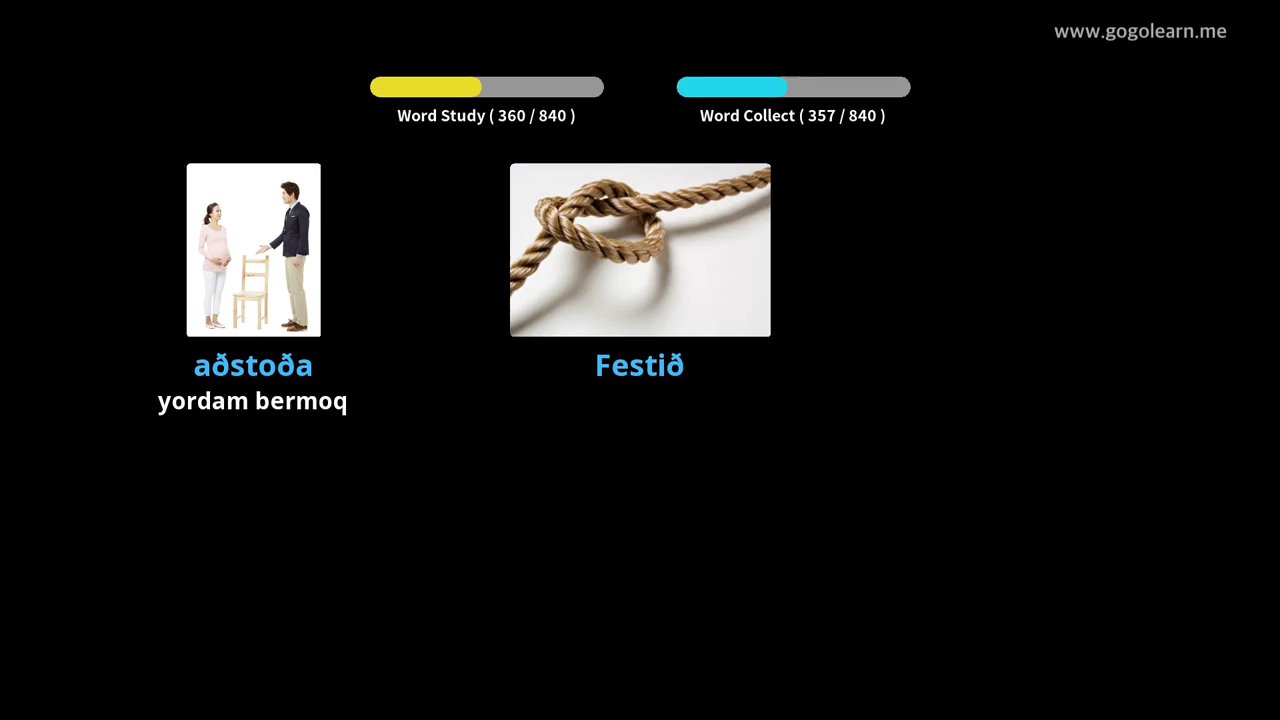 www.gogolearn.me
Word Study ( 360 / 840 )
Word Collect ( 357 / 840 )
aðstoða
yordam bermoq
Festið